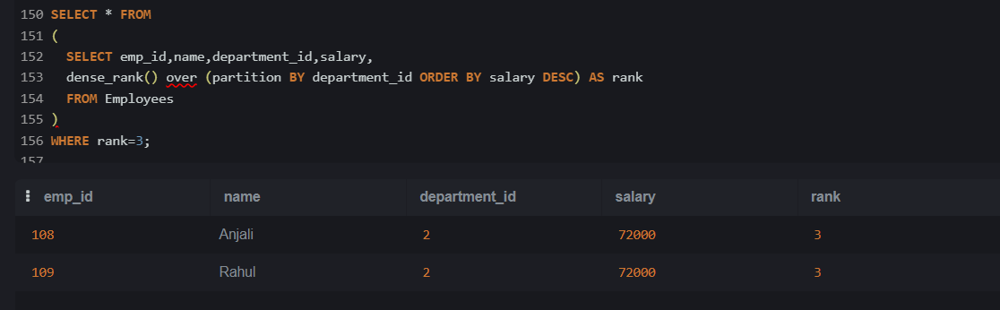 150 SELECT * FROM
151 (
152 SELECT emp_id,name,department_id,salary,
153 dense_rank() over (partition BY department_id ORDER BY salary DESC) AS rank
154 FROM Employees
155 )
156 WHERE rank=3;
157
emp_id name department_id salary rank
108 Anjali 2 72000 3
109 Rahul 2 72000 3